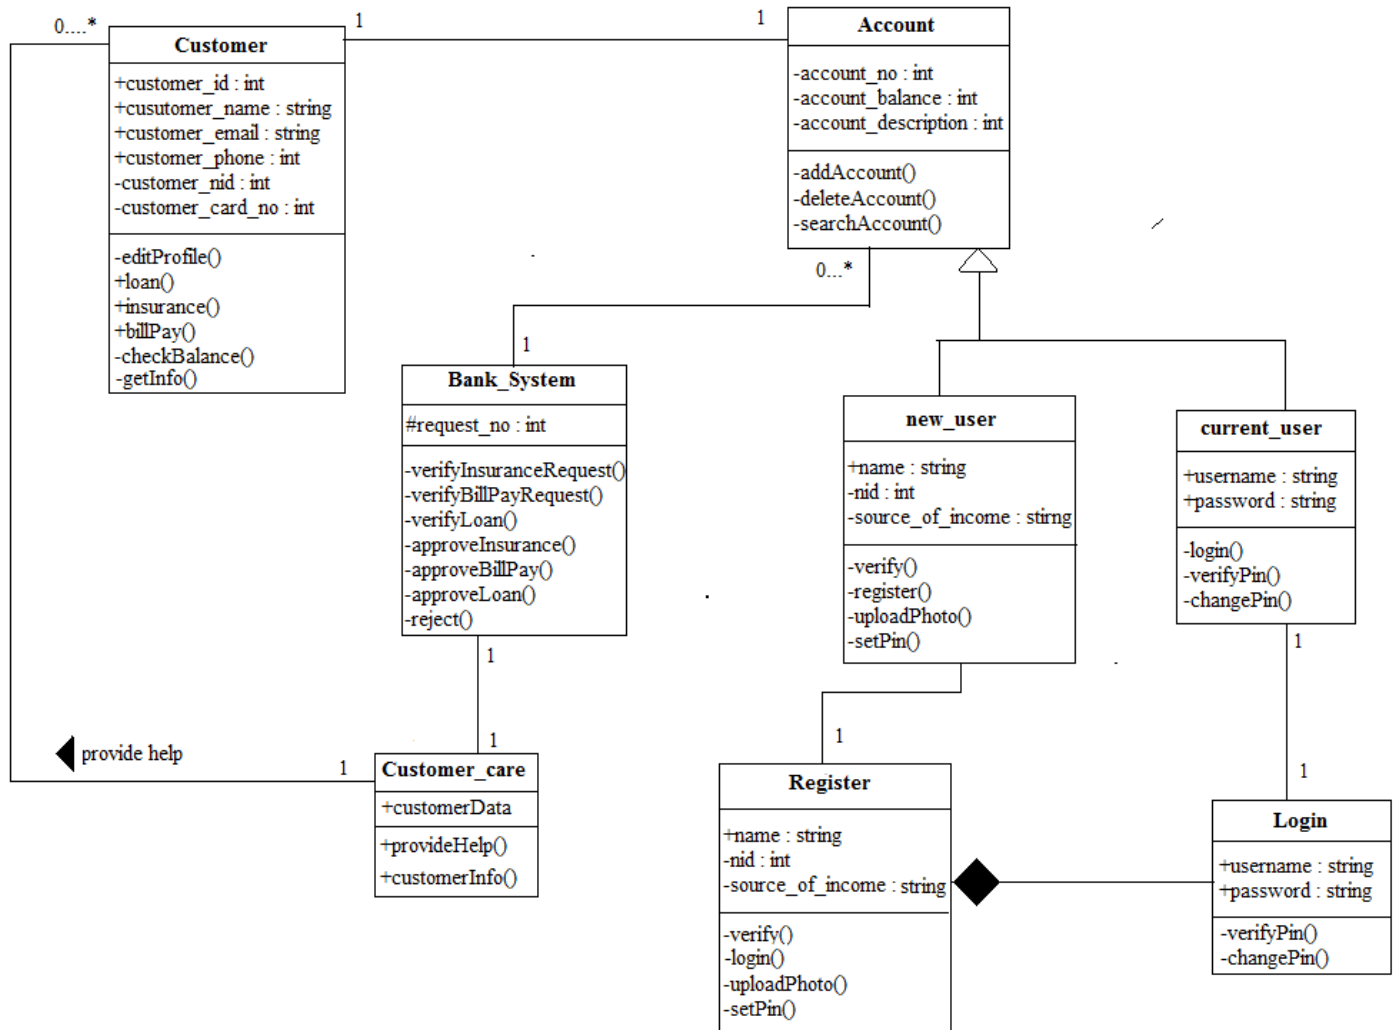 0....*
1
1
Customer
+customer_id : int
+cusutomer_name : string
+customer_email : string
+customer_phone : int
-customer_nid : int
-customer_card_no : int
-editProfile()
+loan()
+insurance()
+billPay()
-checkBalance()
-getInfo()
Account
-account_no : int
-account_balance : int
-account_description : int
-addAccount()
-deleteAccount()
-searchAccount()
0...*
1
Bank_System
#request_no : int
-verifyInsuranceRequest()
-verifyBillPayRequest()
-verifyLoan()
-approveInsurance()
-approveBillPay()
-approveLoan()
-reject()
1
1
new_user
+name : string
-nid : int
-source_of_income : stirng
-verify()
-register()
-uploadPhoto()
-setPin()
current_user
+username : string
+password : string
-login()
-verifyPin()
-changePin()
1
1
provide help
1
Customer_care
+customerData
+provideHelp()
+customerInfo()
1
Register
+name : string
-nid : int
-source_of_income : string
-verify()
-login()
-uploadPhoto()
-setPin()
Login
+username : string
+password : string
-verifyPin()
-changePin()